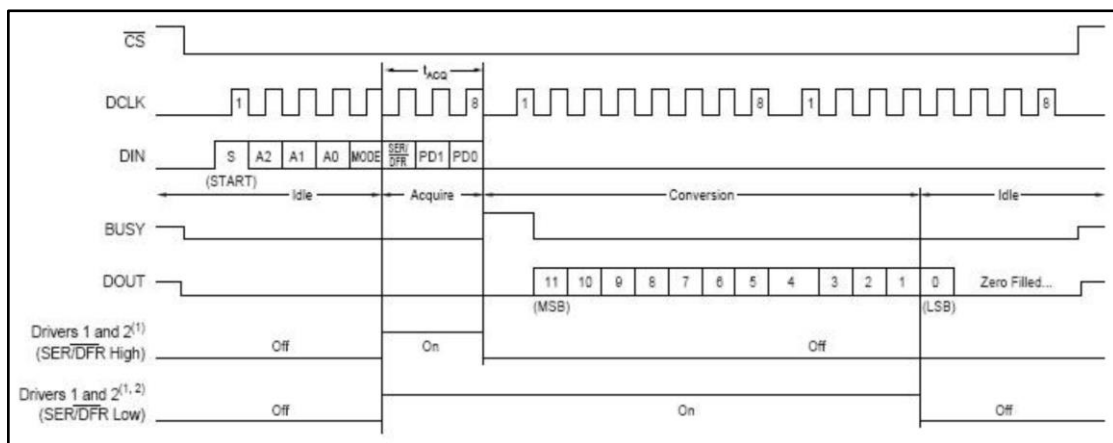 CS
tACQ
DCLK 1 8 1 8 1 8
DIN S A2 A1 A0 MODE SER/DFR PD1 PD0
(START)
Idle Acquire Conversion Idle
BUSY
DOUT 11 10 9 8 7 6 5 4 3 2 1 0 Zero Filled...
(MSB) (LSB)
Drivers 1 and 2(1)
(SER/DFR High) Off On Off
Drivers 1 and 2(1, 2)
(SER/DFR Low) Off On Off